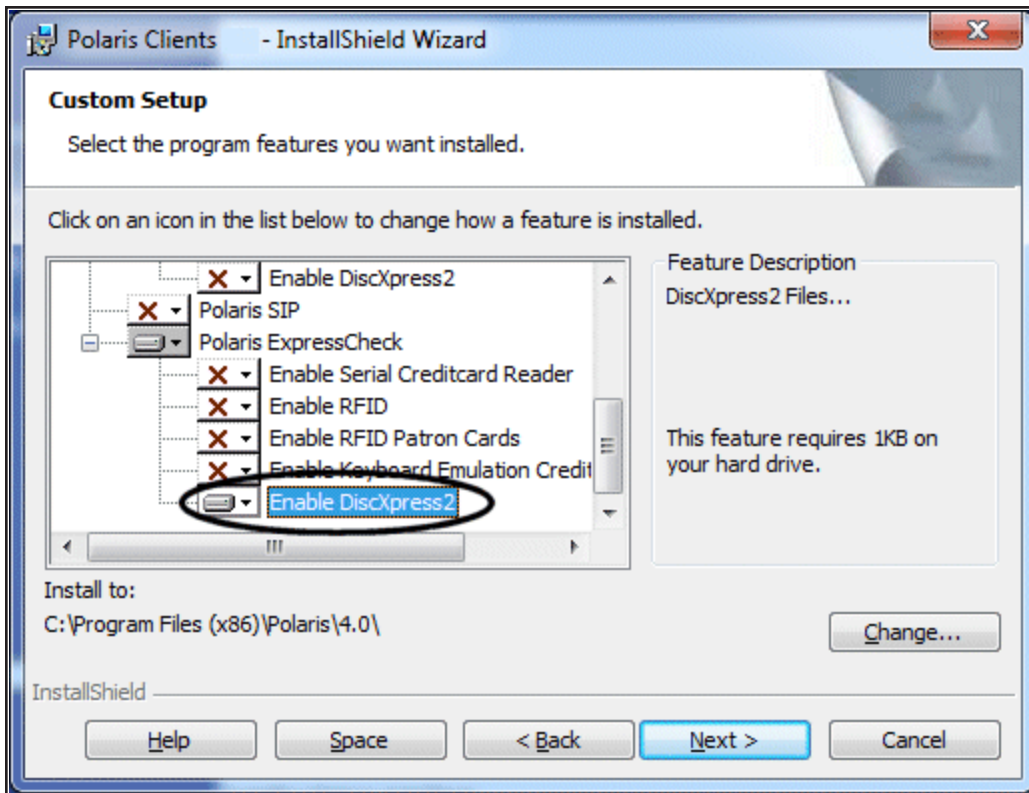 Polaris Clients - InstallShield Wizard
Custom Setup
Select the program features you want installed.
Click on an icon in the list below to change how a feature is installed.
Enable DiscXpress2
Polaris SIP
Polaris ExpressCheck
Enable Serial Creditcard Reader
Enable RFID
Enable RFID Patron Cards
Enable Keyboard Emulation Credit
Enable DiscXpress2
Feature Description
DiscXpress2 Files...
This feature requires 1KB on
your hard drive.
Install to:
C:\Program Files (x86)\Polaris\4.0\
Change...
InstallShield
Help
Space
< Back
Next >
Cancel